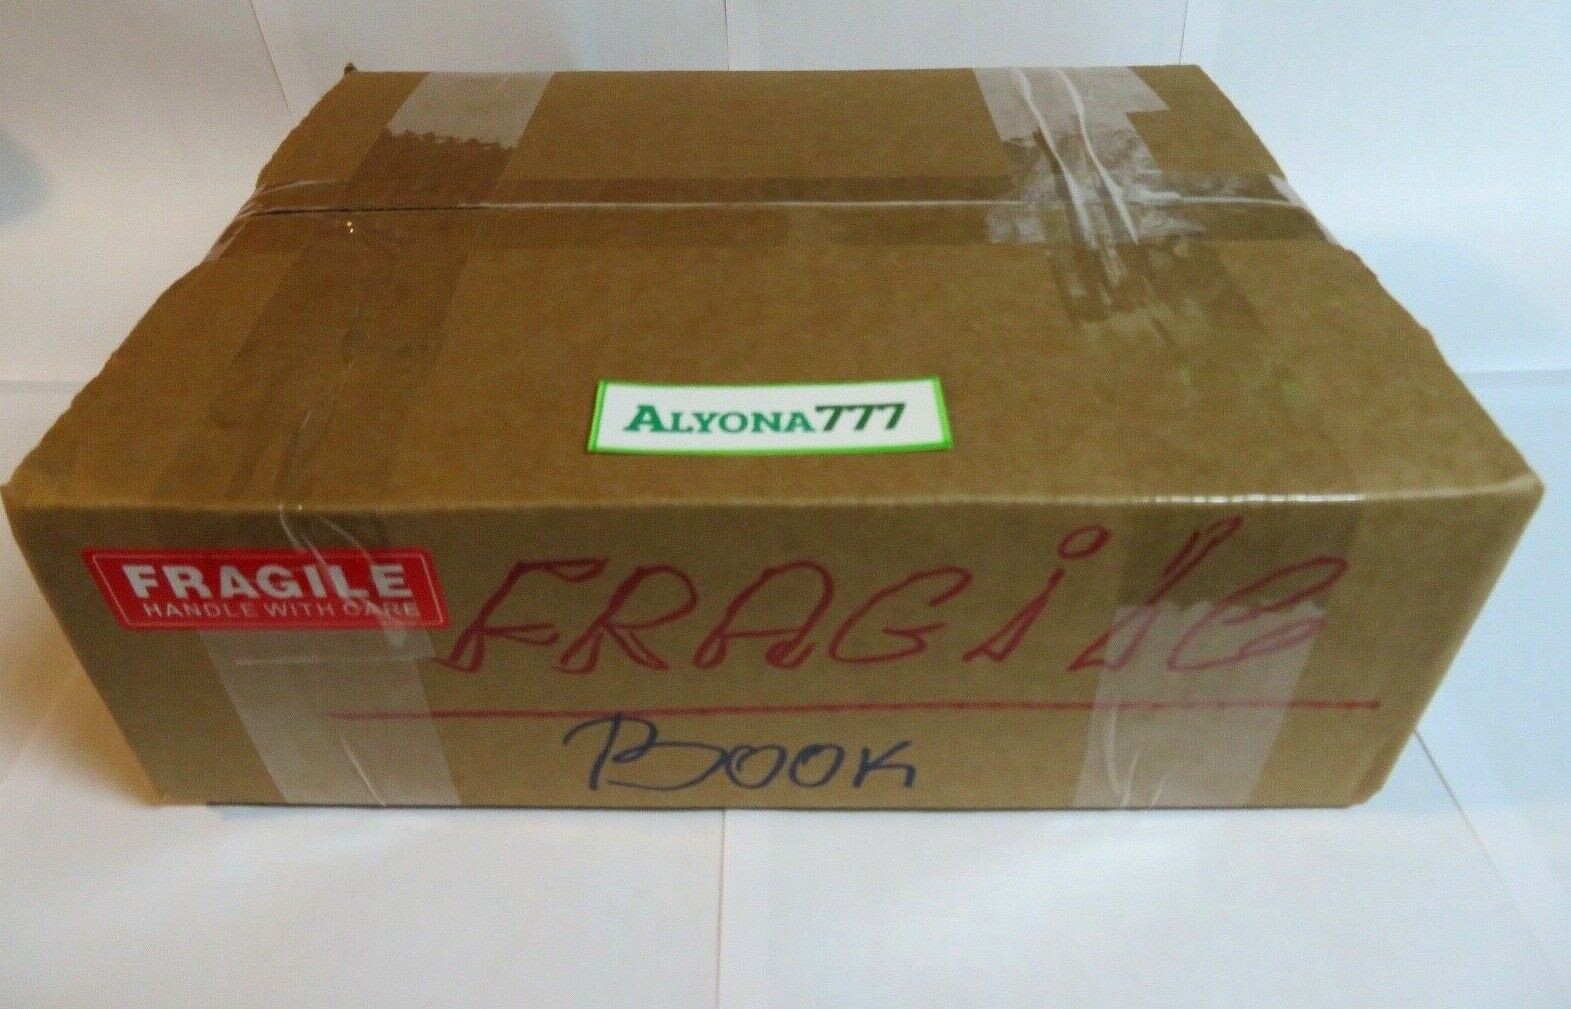 ALYONA777
FRAGILE
HANDLE WITH CARE
FRAGiLE
Book